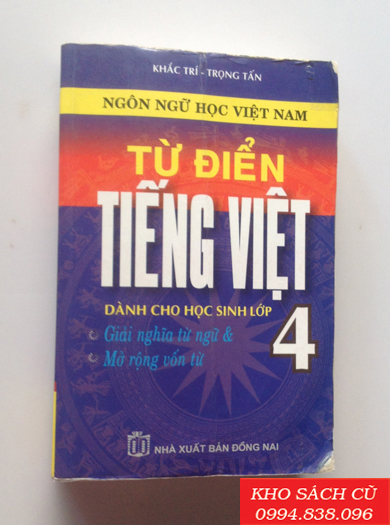 KHẮC TRÍ - TRỌNG TẤN
NGÔN NGỮ HỌC VIỆT NAM
TỪ ĐIỂN
TIẾNG VIỆT
DÀNH CHO HỌC SINH LỚP
4
Giải nghĩa từ ngữ &
Mở rộng vốn từ
NHÀ XUẤT BẢN ĐỒNG NAI
KHO SÁCH CŨ
0994.838.096